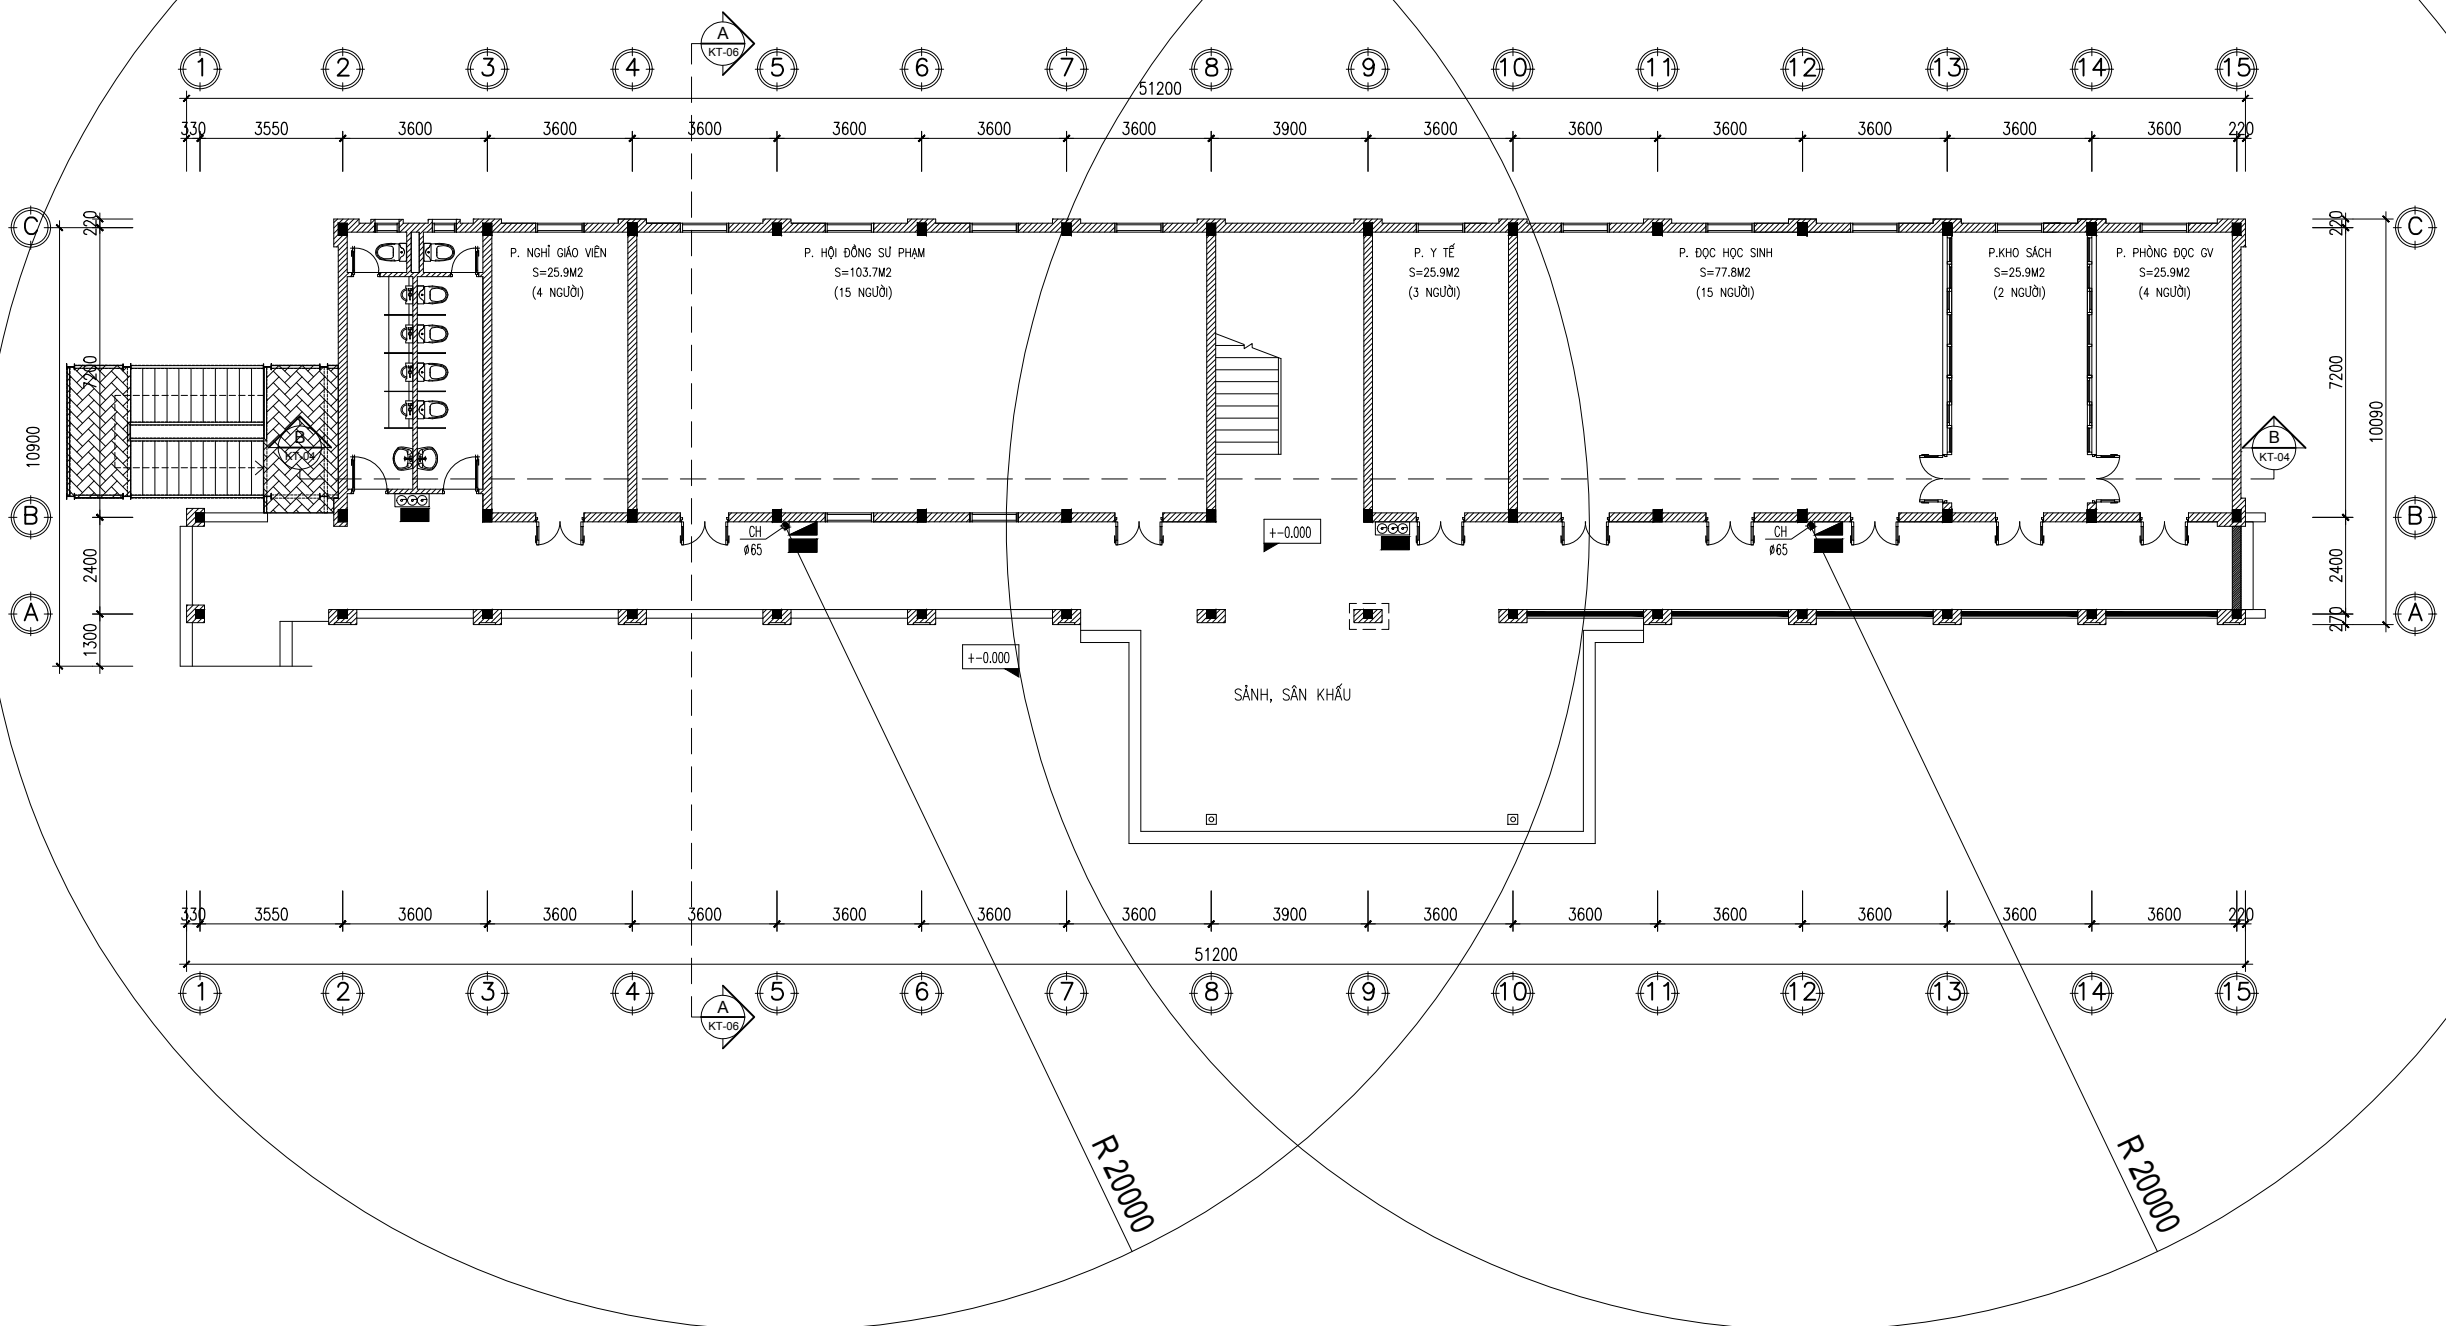 A
KT-06
1 2 3 4 5 6 7 8 9 10 11 12 13 14 15
51200
330 3550 3600 3600 3600 3600 3600 3600 3900 3600 3600 3600 3600 3600 3600 220
C
220
220
C
P. NGHỈ GIÁO VIÊN
S=25.9M2
(4 NGƯỜI)
P. HỘI ĐỒNG SƯ PHẠM
S=103.7M2
(15 NGƯỜI)
P. Y TẾ
S=25.9M2
(3 NGƯỜI)
P. ĐỌC HỌC SINH
S=77.8M2
(15 NGƯỜI)
P.KHO SÁCH
S=25.9M2
(2 NGƯỜI)
P. PHÒNG ĐỌC GV
S=25.9M2
(4 NGƯỜI)
7200
10900
7200
10090
B
KT-04
B
KT-04
B
B
CH
Ø65
+-0.000
CH
Ø65
2400
2400
A
A
1300
270
+-0.000
SẢNH, SÂN KHẤU
330 3550 3600 3600 3600 3600 3600 3600 3900 3600 3600 3600 3600 3600 3600 220
51200
1 2 3 4 5 6 7 8 9 10 11 12 13 14 15
A
KT-06
R 20000
R 20000